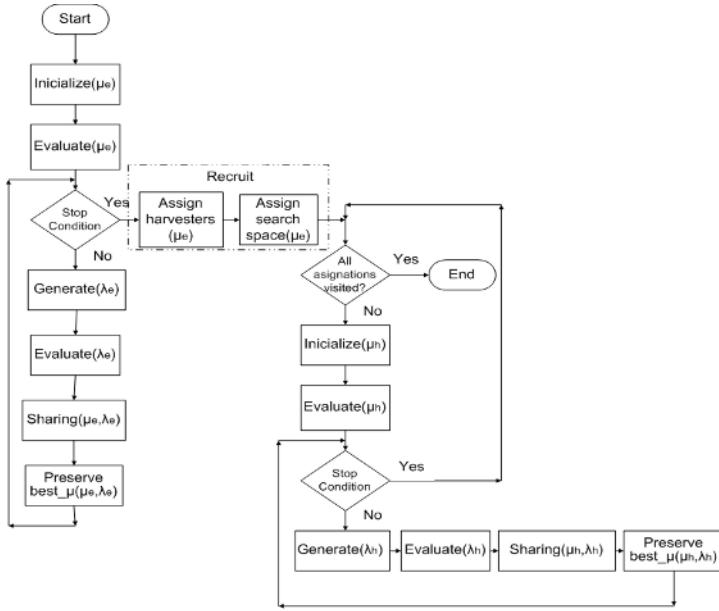 Start
Inicialize(μe)
Evaluate(μe)
Stop
Condition
Yes
No
Generate(λe)
Evaluate(λe)
Sharing(μe,λe)
Preserve
best_μ(μe,λe)
Recruit
Assign
harvesters
(μe)
Assign
search
space(μe)
All
asignations
visited?
Yes
End
No
Inicialize(μh)
Evaluate(μh)
Stop
Condition
Yes
No
Generate(λh)
Evaluate(λh)
Sharing(μh,λh)
Preserve
best_μ(μh,λh)